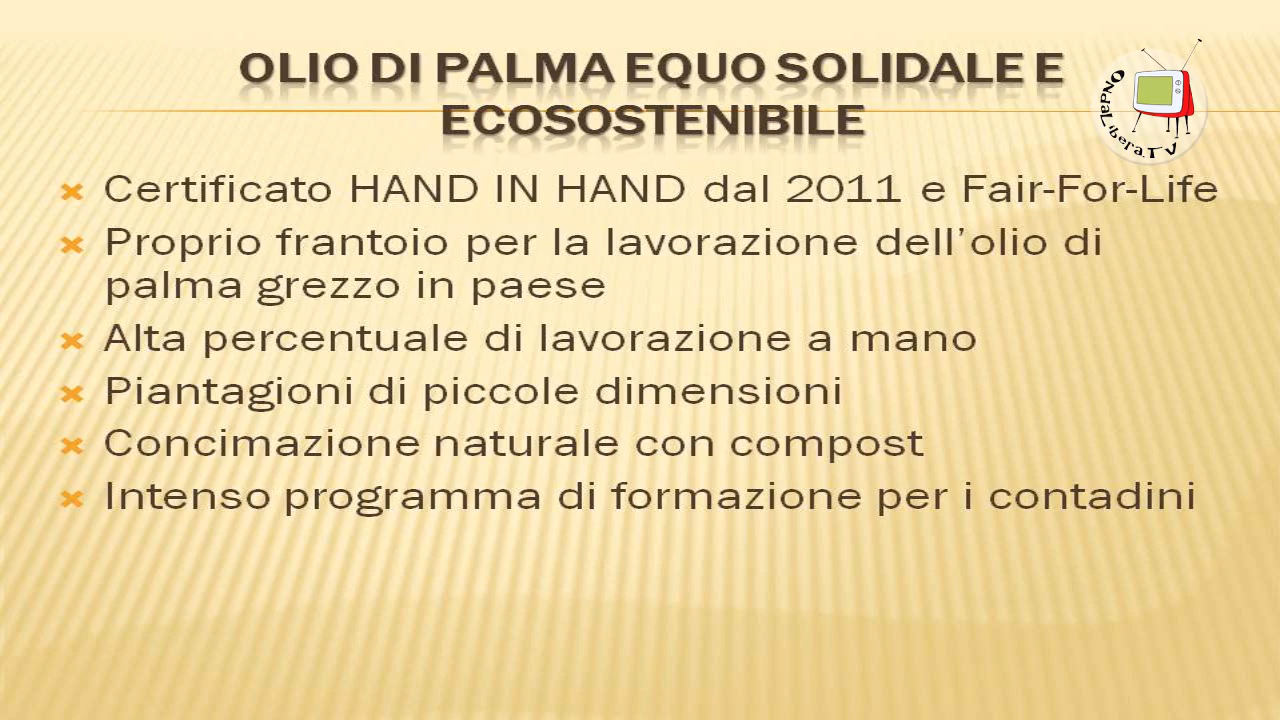 OLIO DI PALMA EQUO SOLIDALE E
ECOSOSTENIBILE
OndaLibera.TV
Certificato HAND IN HAND dal 2011 e Fair-For-Life
Proprio frantoio per la lavorazione dell’olio di
palma grezzo in paese
Alta percentuale di lavorazione a mano
Piantagioni di piccole dimensioni
Concimazione naturale con compost
Intenso programma di formazione per i contadini